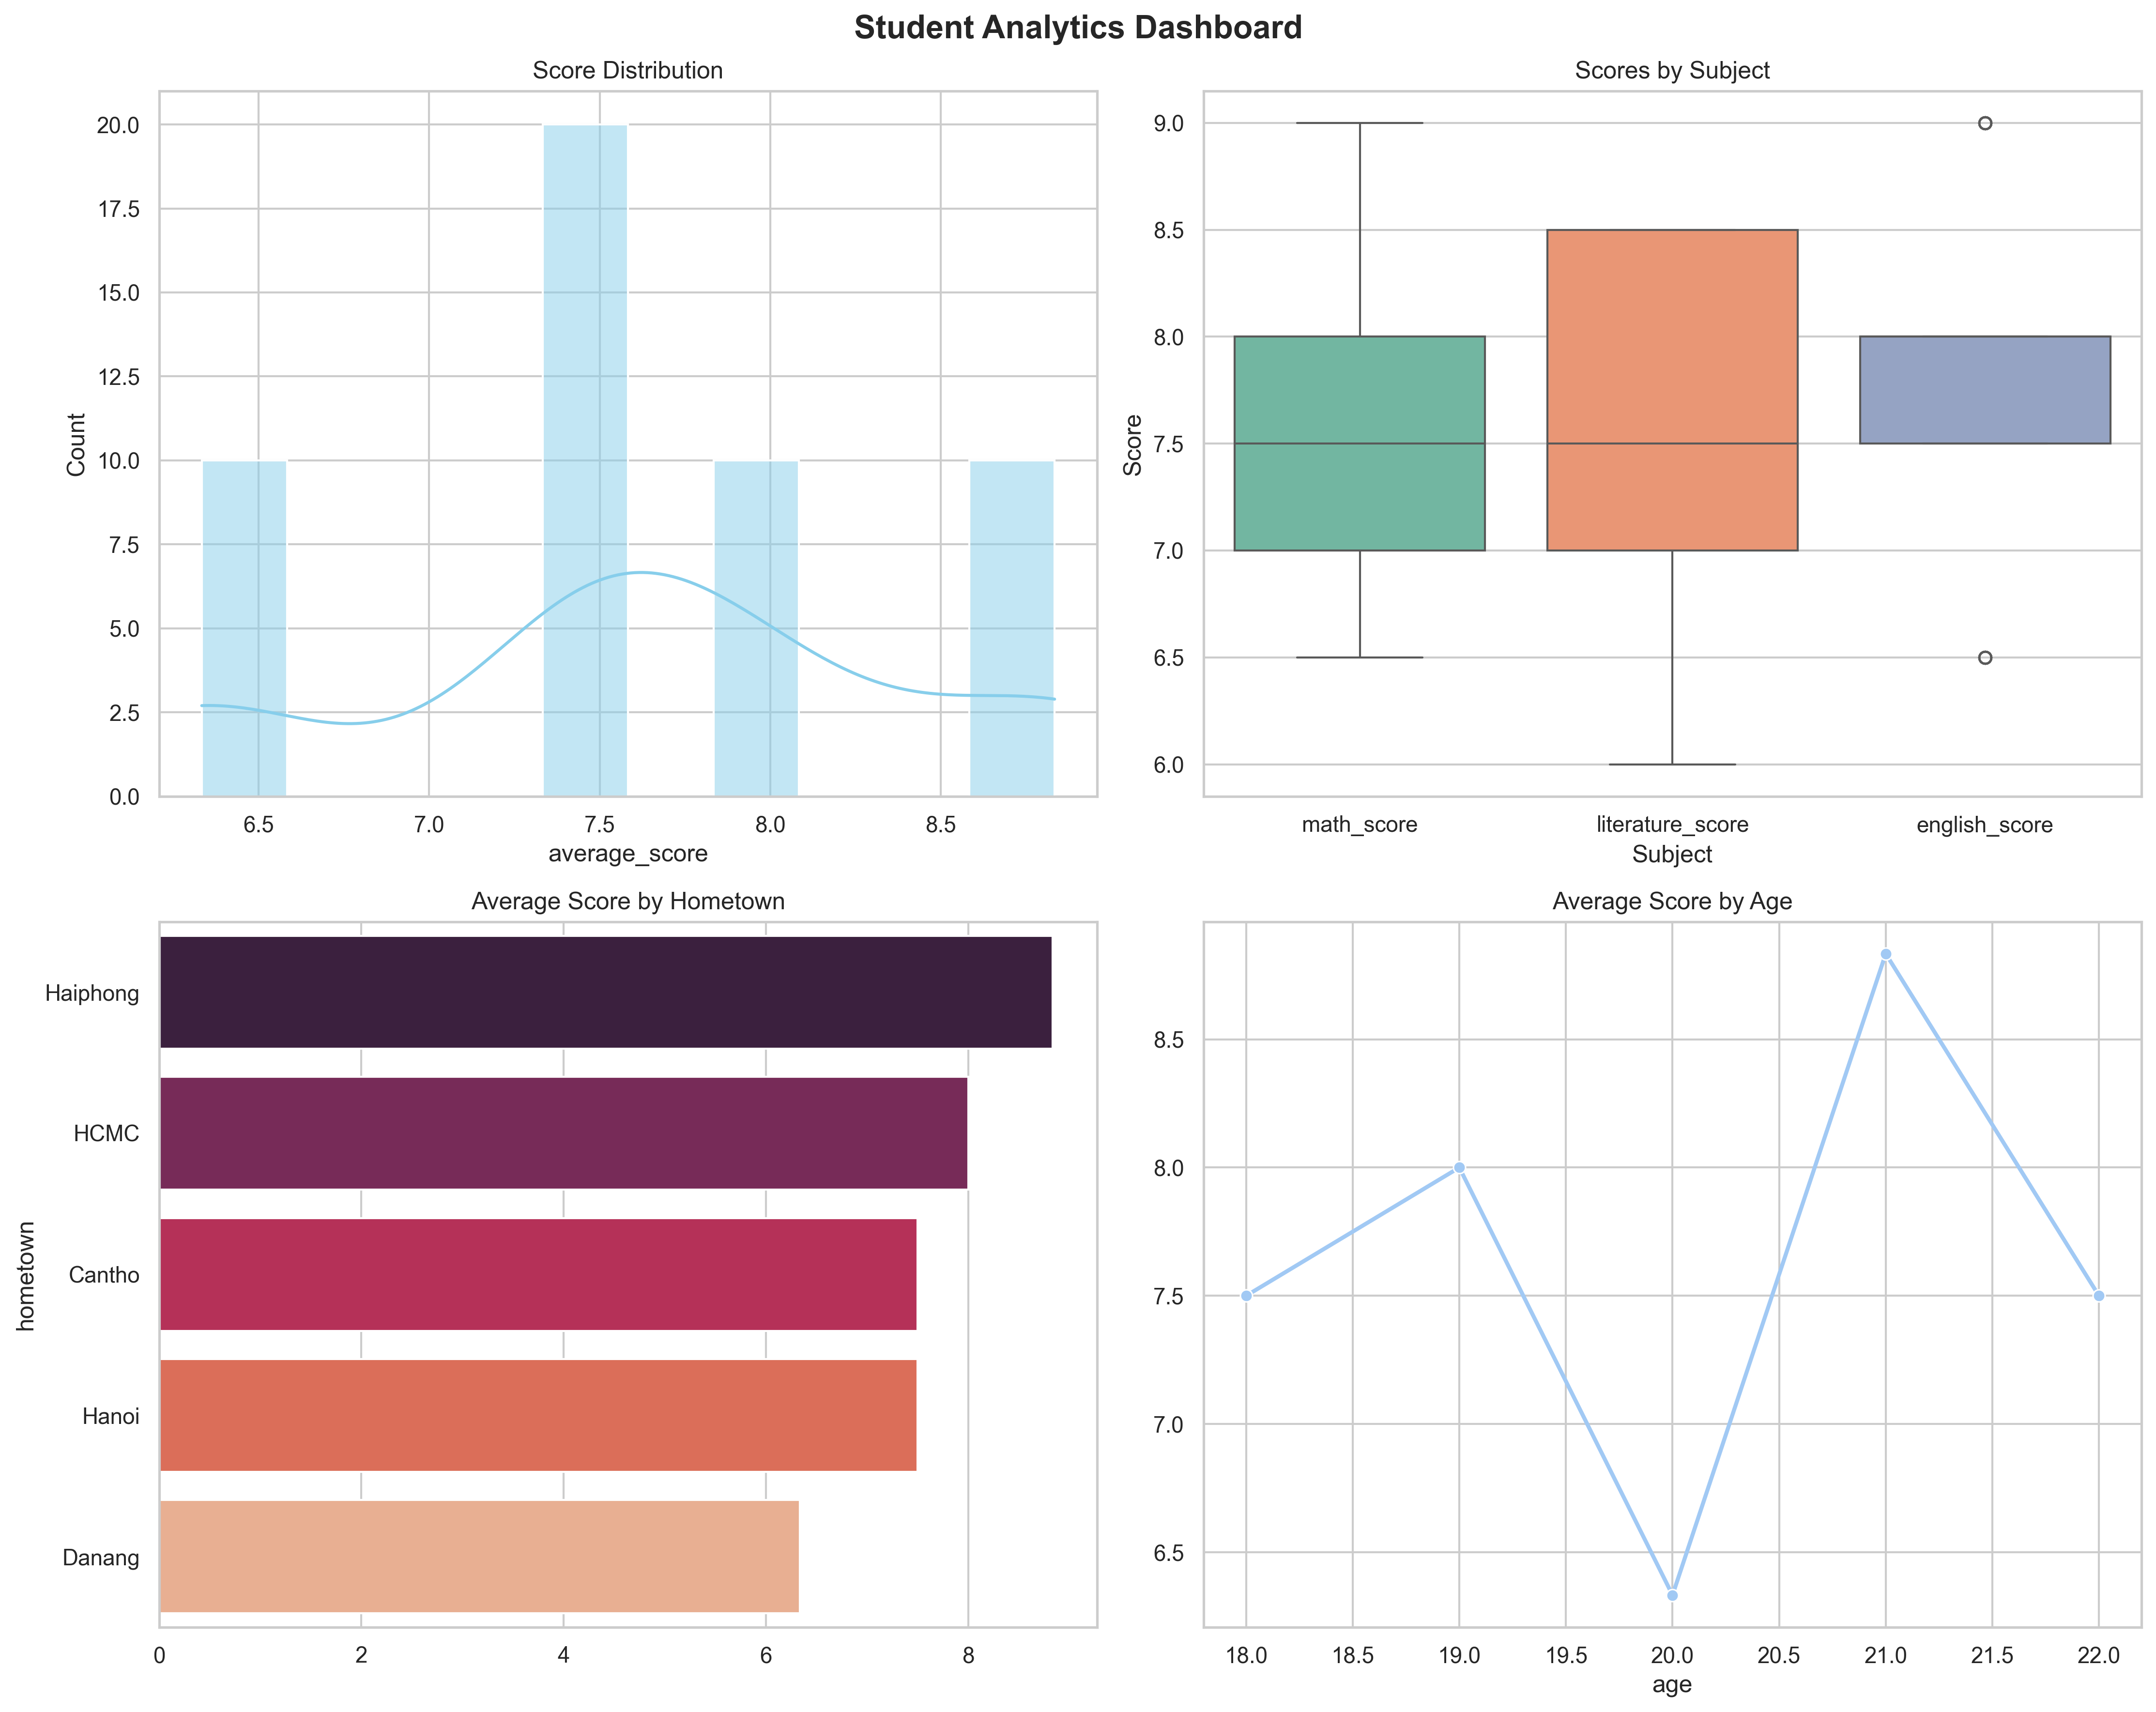 Student Analytics Dashboard
Score Distribution
20.0
17.5
15.0
12.5
10.0
7.5
5.0
2.5
0.0
Count
6.5 7.0 7.5 8.0 8.5
average_score
Scores by Subject
9.0
8.5
8.0
7.5
7.0
6.5
6.0
Score
math_score literature_score english_score
Subject
Average Score by Hometown
Haiphong
HCMC
Cantho
Hanoi
Danang
hometown
0 2 4 6 8
Average Score by Age
8.5
8.0
7.5
7.0
6.5
18.0 18.5 19.0 19.5 20.0 20.5 21.0 21.5 22.0
age